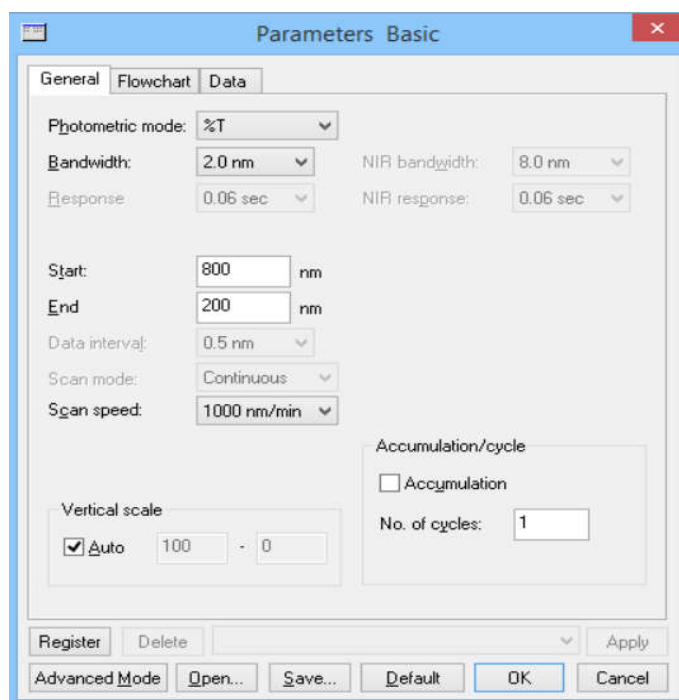 Parameters Basic
General Flowchart Data
Photometric mode: %T
Bandwidth: 2.0 nm NIR bandwidth: 8.0 nm
Response 0.06 sec NIR response: 0.06 sec
Start: 800 nm
End 200 nm
Data interval: 0.5 nm
Scan mode: Continuous
Scan speed: 1000 nm/min
Accumulation/cycle
Accumulation
No. of cycles: 1
Vertical scale
Auto 100 - 0
Register Delete Apply
Advanced Mode Open... Save... Default OK Cancel